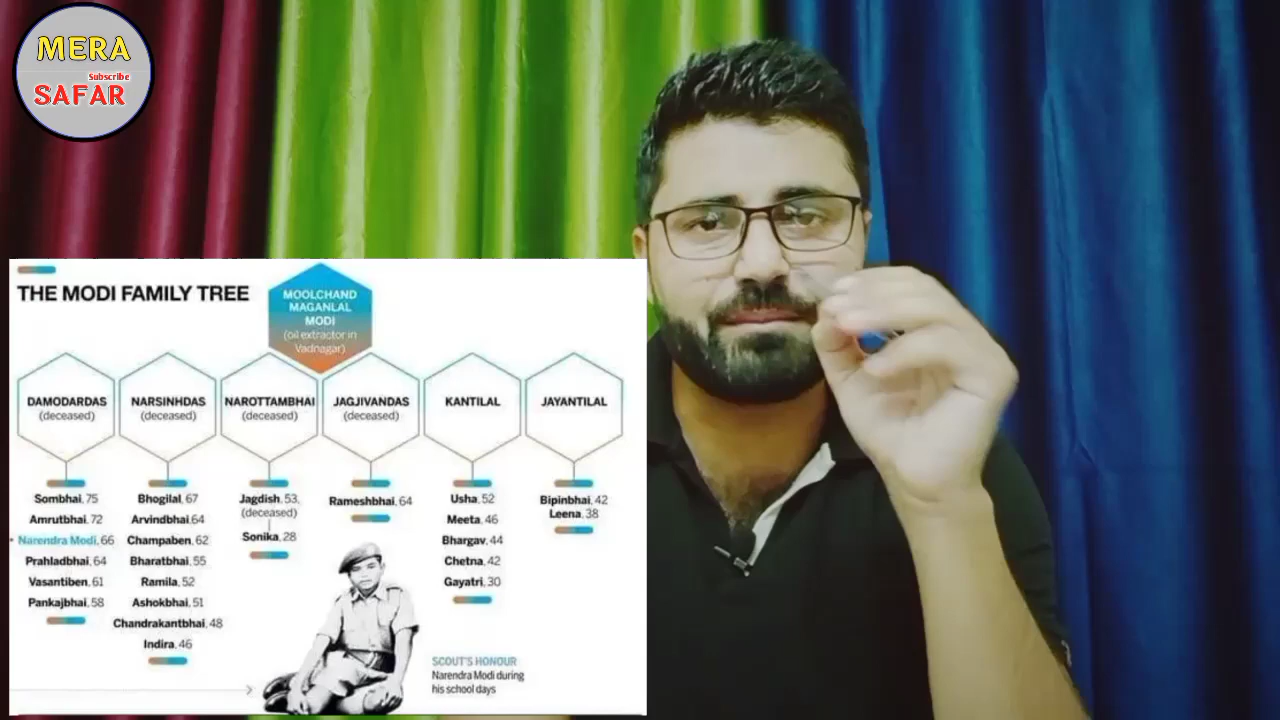 MERA
Subscribe
SAFAR
THE MODI FAMILY TREE
MOOLCHAND
MAGANLAL
MODI
(oil extractor in
Vadnagar)
DAMODARDAS
(deceased)
NARSINHDAS
(deceased)
NAROTTAMBHAI
(deceased)
JAGJIVANDAS
(deceased)
KANTILAL
JAYANTILAL
Sombhai, 75
Amrutbhai, 72
Narendra Modi, 66
Prahladbhai, 64
Vasantiben, 61
Pankajbhai, 58
Bhogilal, 67
Arvindbhai, 64
Champaben, 62
Bharatbhai, 55
Ramila, 52
Ashokbhai, 51
Chandrakantbhai, 48
Indira, 46
Jagdish, 53,
(deceased)
Sonika, 28
Rameshbhai, 64
Usha, 52
Meeta, 46
Bhargav, 44
Chetna, 42
Gayatri, 30
Bipinbhai, 42
Leena, 38
SCOUT'S HONOUR
Narendra Modi during
his school days